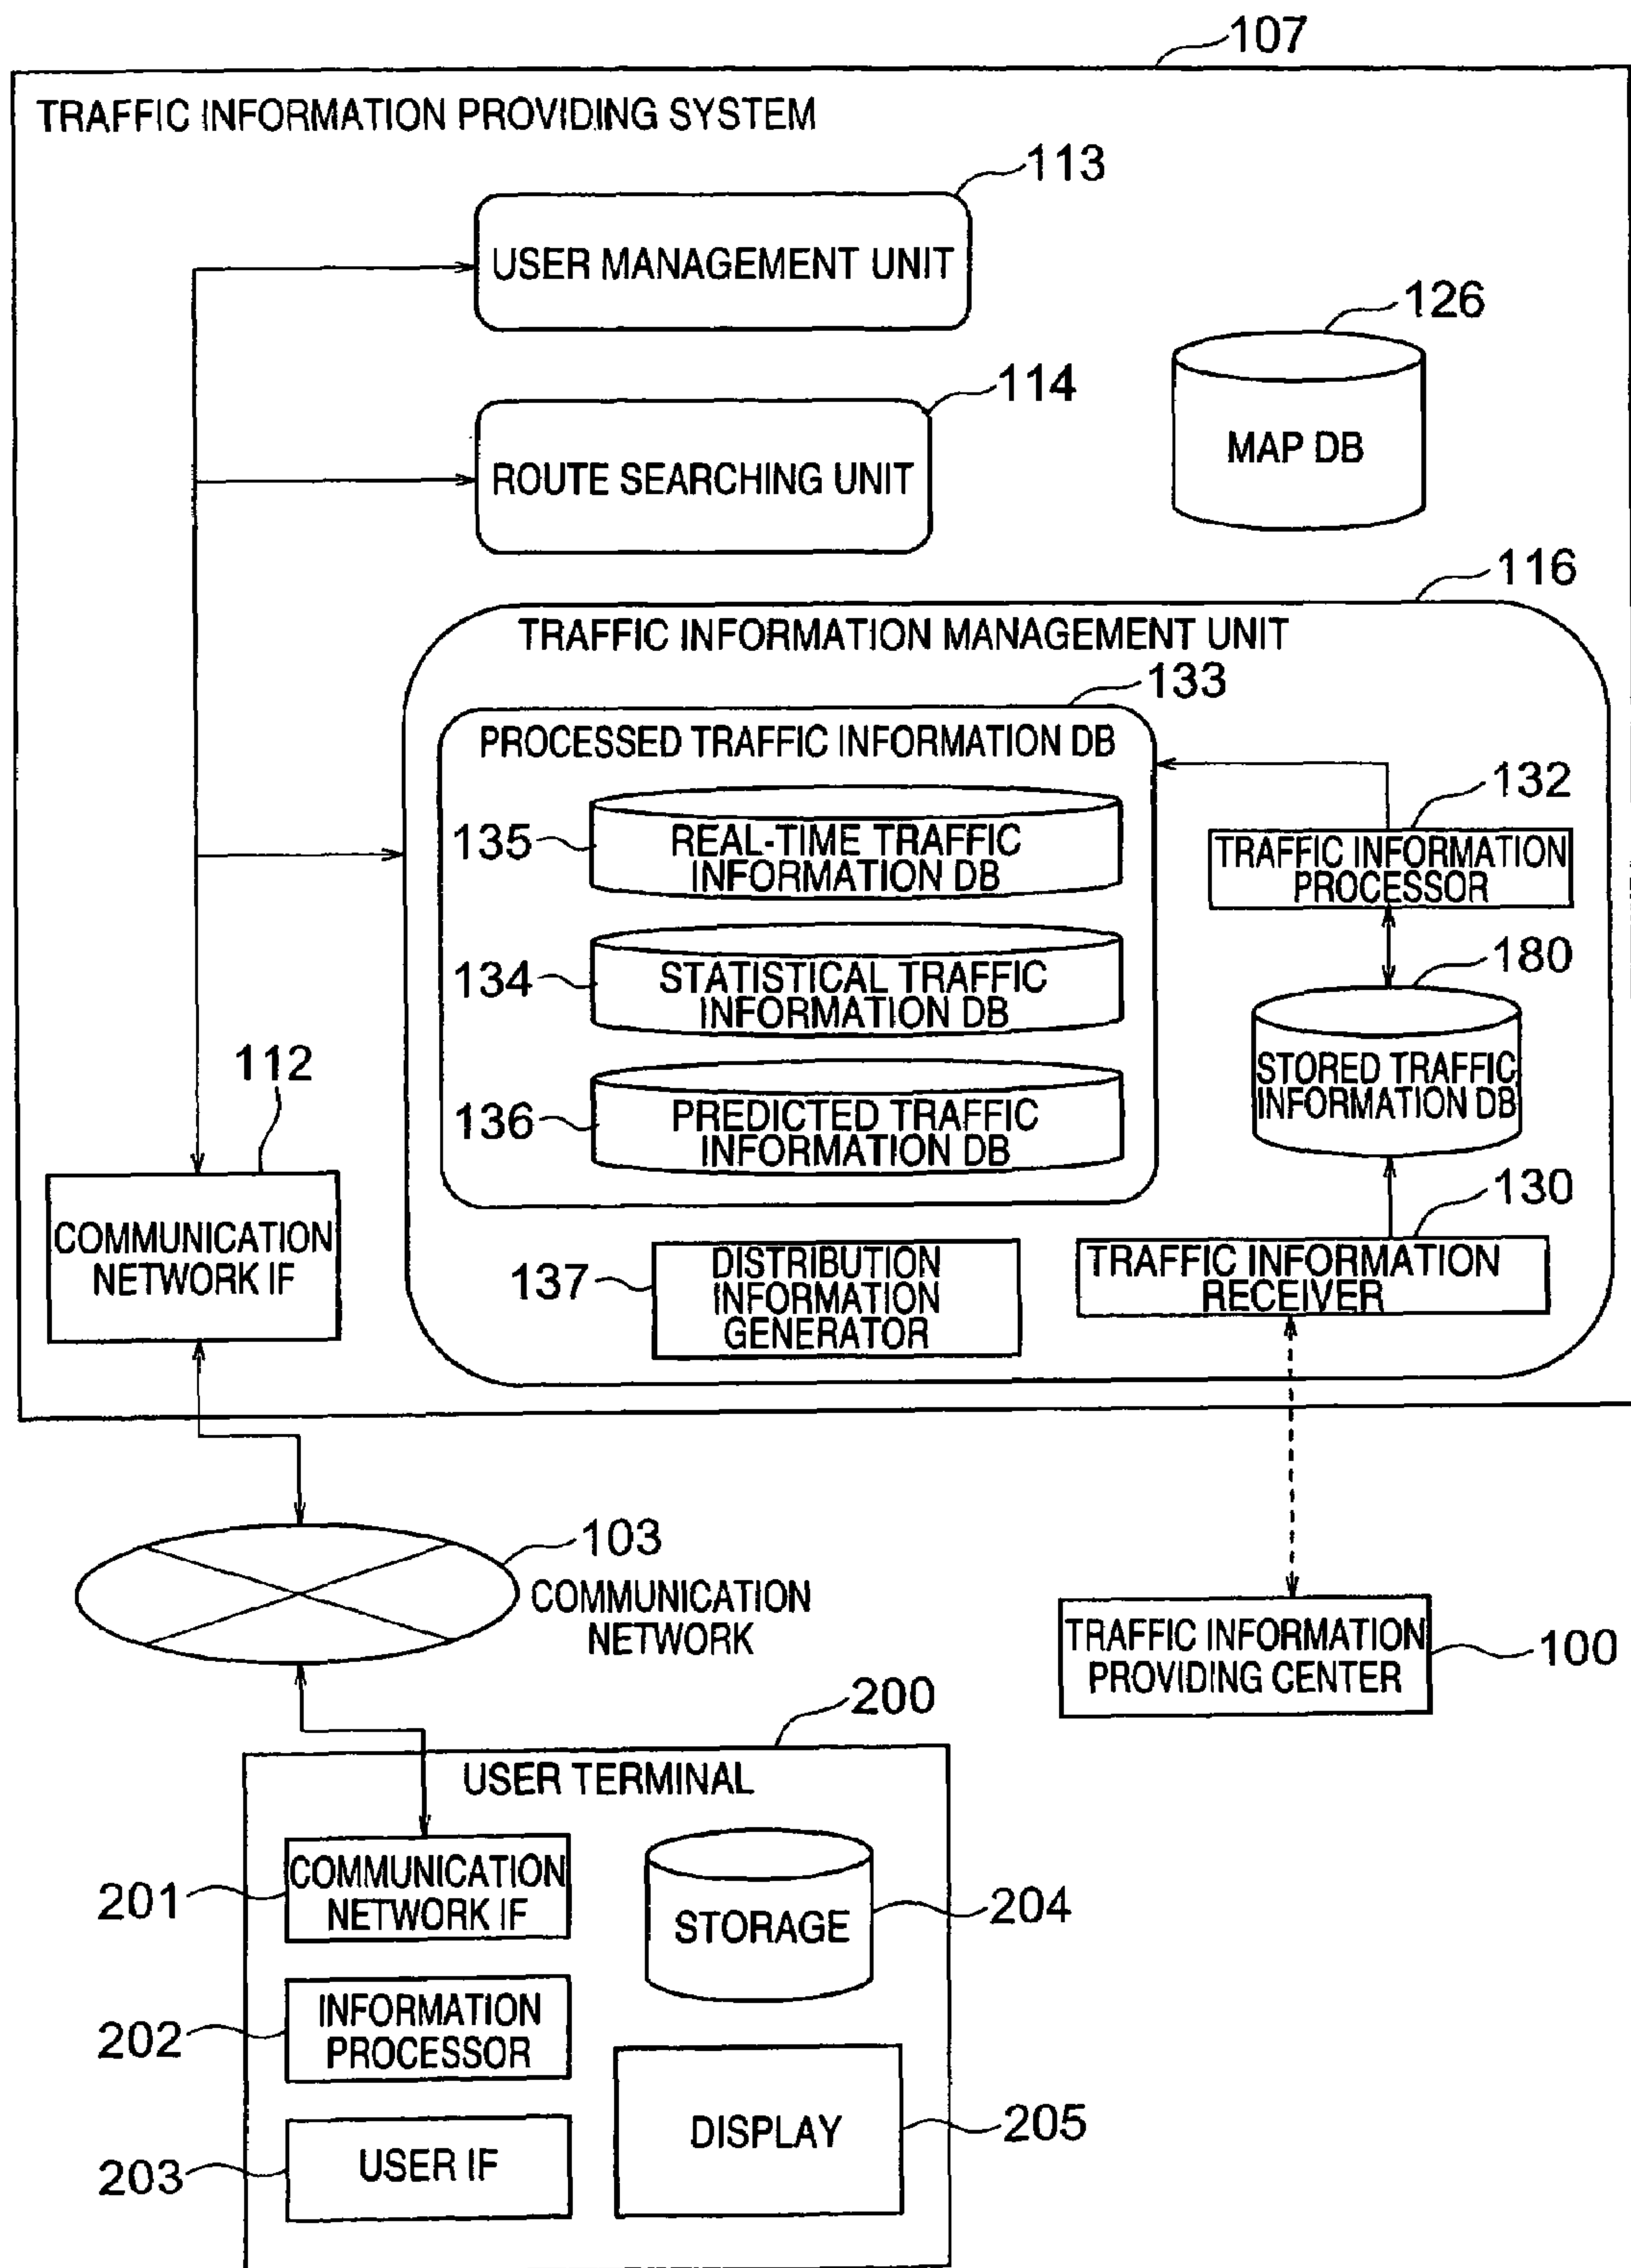 107
TRAFFIC INFORMATION PROVIDING SYSTEM
113
USER MANAGEMENT UNIT
126
MAP DB
114
ROUTE SEARCHING UNIT
116
TRAFFIC INFORMATION MANAGEMENT UNIT
133
PROCESSED TRAFFIC INFORMATION DB
135
REAL-TIME TRAFFIC
INFORMATION DB
132
TRAFFIC INFORMATION
PROCESSOR
134
STATISTICAL TRAFFIC
INFORMATION DB
180
STORED TRAFFIC
INFORMATION DB
136
PREDICTED TRAFFIC
INFORMATION DB
112
COMMUNICATION
NETWORK IF
130
TRAFFIC INFORMATION
RECEIVER
137
DISTRIBUTION
INFORMATION
GENERATOR
103
COMMUNICATION
NETWORK
TRAFFIC INFORMATION
PROVIDING CENTER
100
200
USER TERMINAL
201
COMMUNICATION
NETWORK IF
STORAGE
204
202
INFORMATION
PROCESSOR
DISPLAY
205
203
USER IF